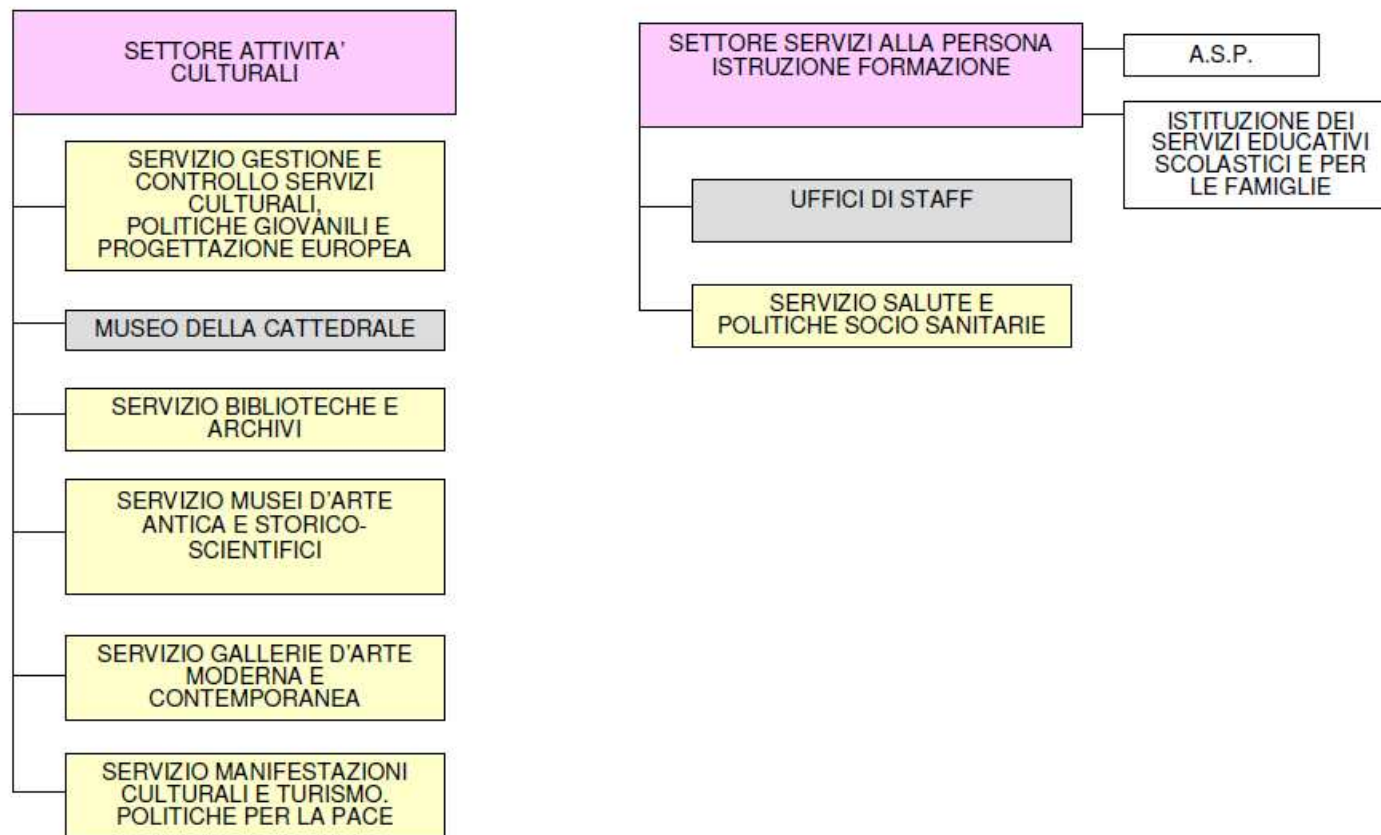 SETTORE ATTIVITA'
CULTURALI
SERVIZIO GESTIONE E
CONTROLLO SERVIZI
CULTURALI,
POLITICHE GIOVANILI E
PROGETTAZIONE EUROPEA
MUSEO DELLA CATTEDRALE
SERVIZIO BIBLIOTECHE E
ARCHIVI
SERVIZIO MUSEI D'ARTE
ANTICA E STORICO-
SCIENTIFICI
SERVIZIO GALLERIE D'ARTE
MODERNA E
CONTEMPORANEA
SERVIZIO MANIFESTAZIONI
CULTURALI E TURISMO.
POLITICHE PER LA PACE
SETTORE SERVIZI ALLA PERSONA
ISTRUZIONE FORMAZIONE
A.S.P.
ISTITUZIONE DEI
SERVIZI EDUCATIVI
SCOLASTICI E PER
LE FAMIGLIE
UFFICI DI STAFF
SERVIZIO SALUTE E
POLITICHE SOCIO SANITARIE